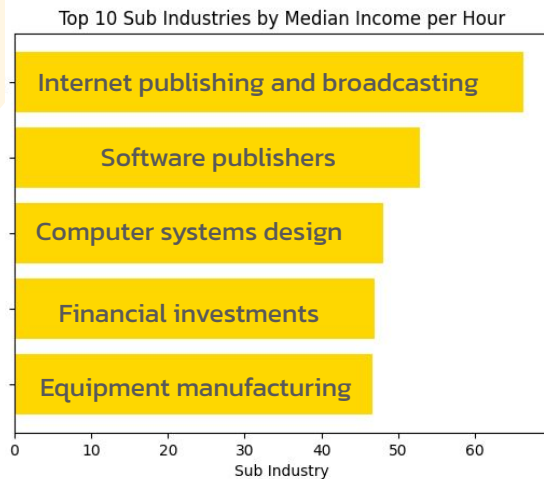 Top 10 Sub Industries by Median Income per Hour
Internet publishing and broadcasting
Software publishers
Computer systems design
Financial investments
Equipment manufacturing
0 10 20 30 40 50 60
Sub Industry